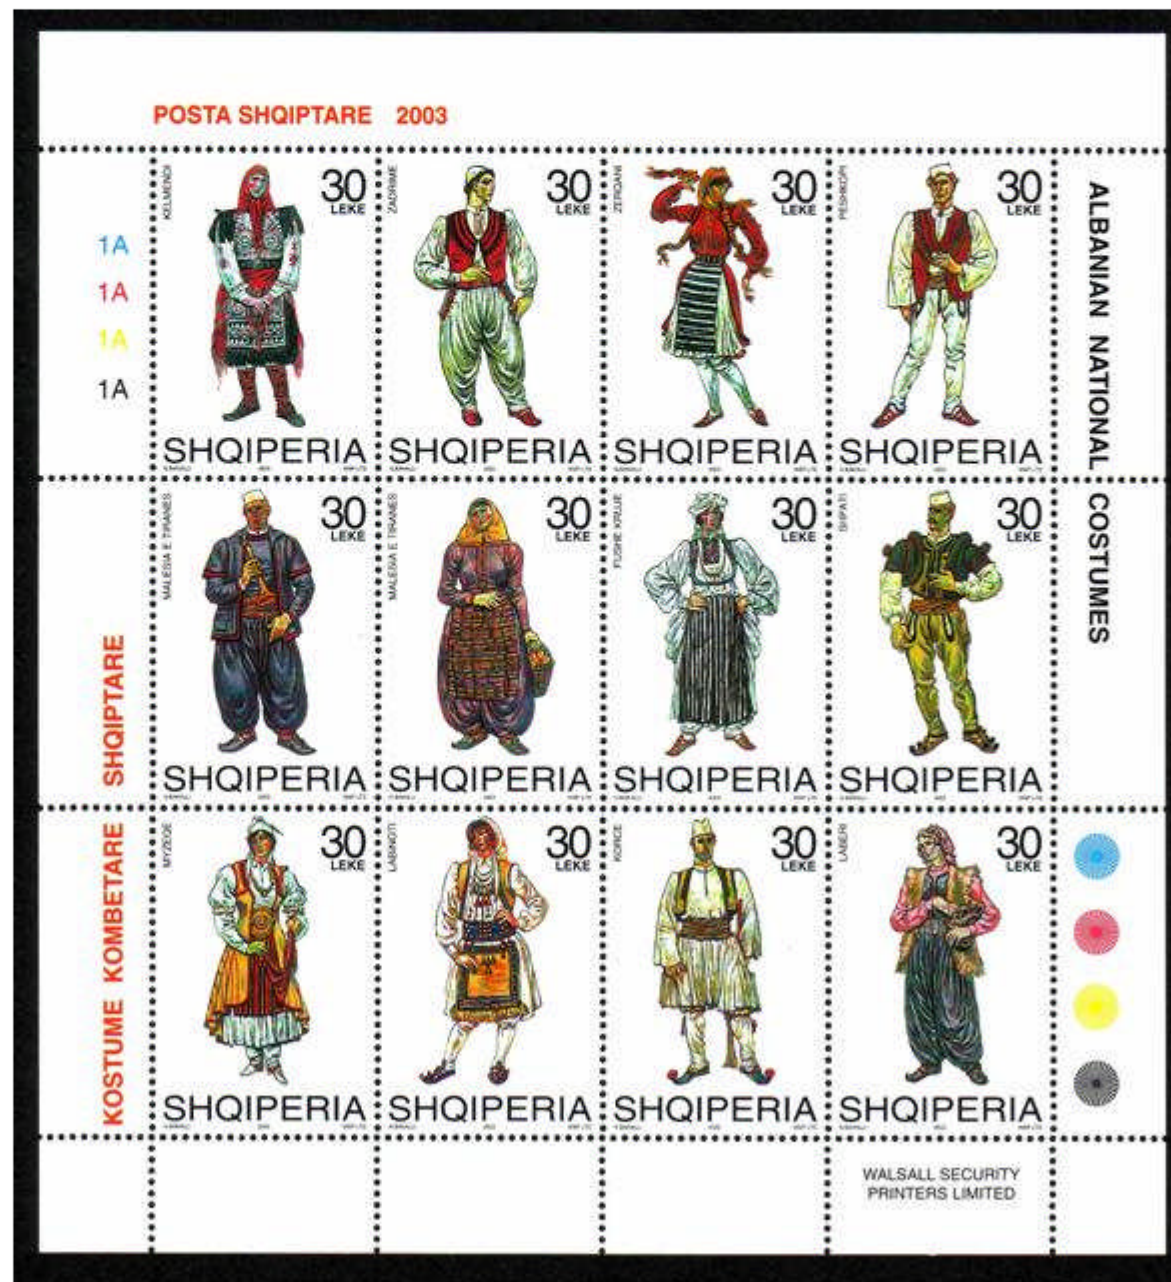 POSTA SHQIPTARE 2003
1A
1A
1A
1A
KELMENDI
30
LEKE
SHQIPERIA
ZADRIME
30
LEKE
SHQIPERIA
ZERQANI
30
LEKE
SHQIPERIA
PESHKOPI
30
LEKE
SHQIPERIA
ALBANIAN NATIONAL COSTUMES
MALESIA E TIRANES
30
LEKE
SHQIPERIA
MALESIA E TIRANES
30
LEKE
SHQIPERIA
FUSHE KRUJE
30
LEKE
SHQIPERIA
SHPATI
30
LEKE
SHQIPERIA
KOSTUME KOMBETARE SHQIPTARE
MYZEQE
30
LEKE
SHQIPERIA
LABINOTI
30
LEKE
SHQIPERIA
KORCE
30
LEKE
SHQIPERIA
LABERI
30
LEKE
SHQIPERIA
WALSALL SECURITY
PRINTERS LIMITED